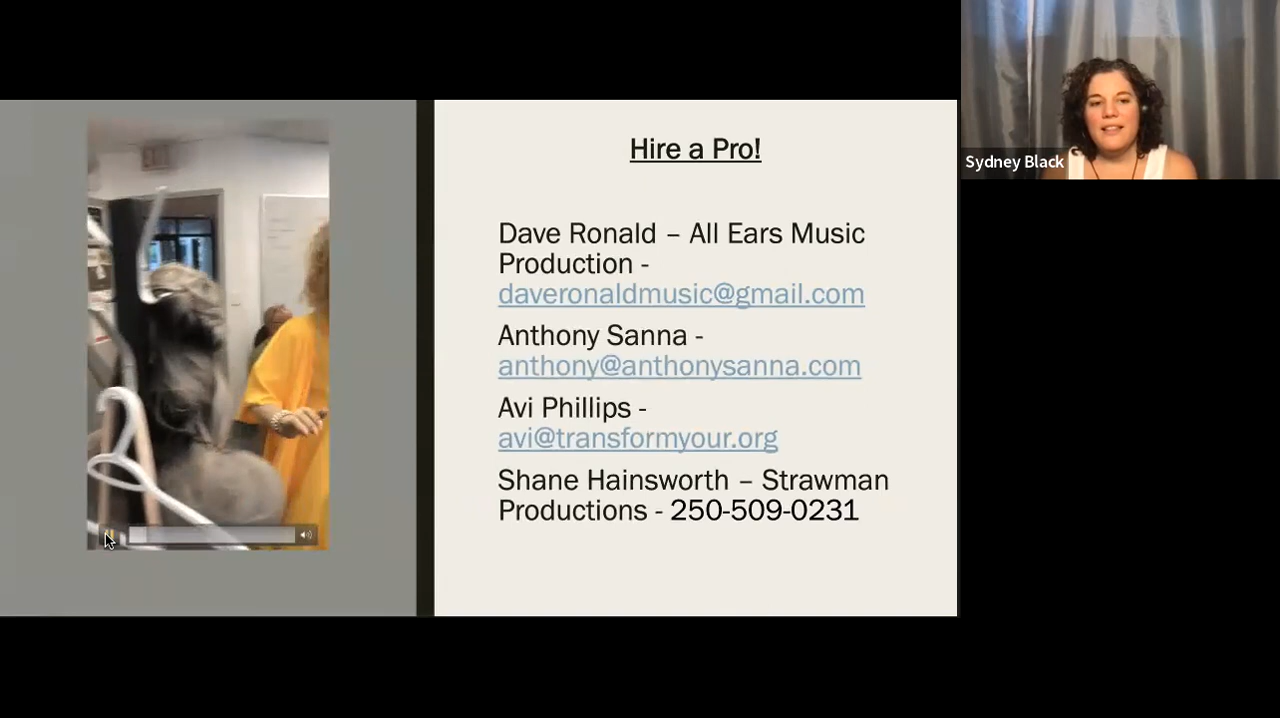 Hire a Pro!
Dave Ronald – All Ears Music
Production -
daveronaldmusic@gmail.com
Anthony Sanna -
anthony@anthonysanna.com
Avi Phillips -
avi@transformyour.org
Shane Hainsworth – Strawman
Productions - 250-509-0231
Sydney Black